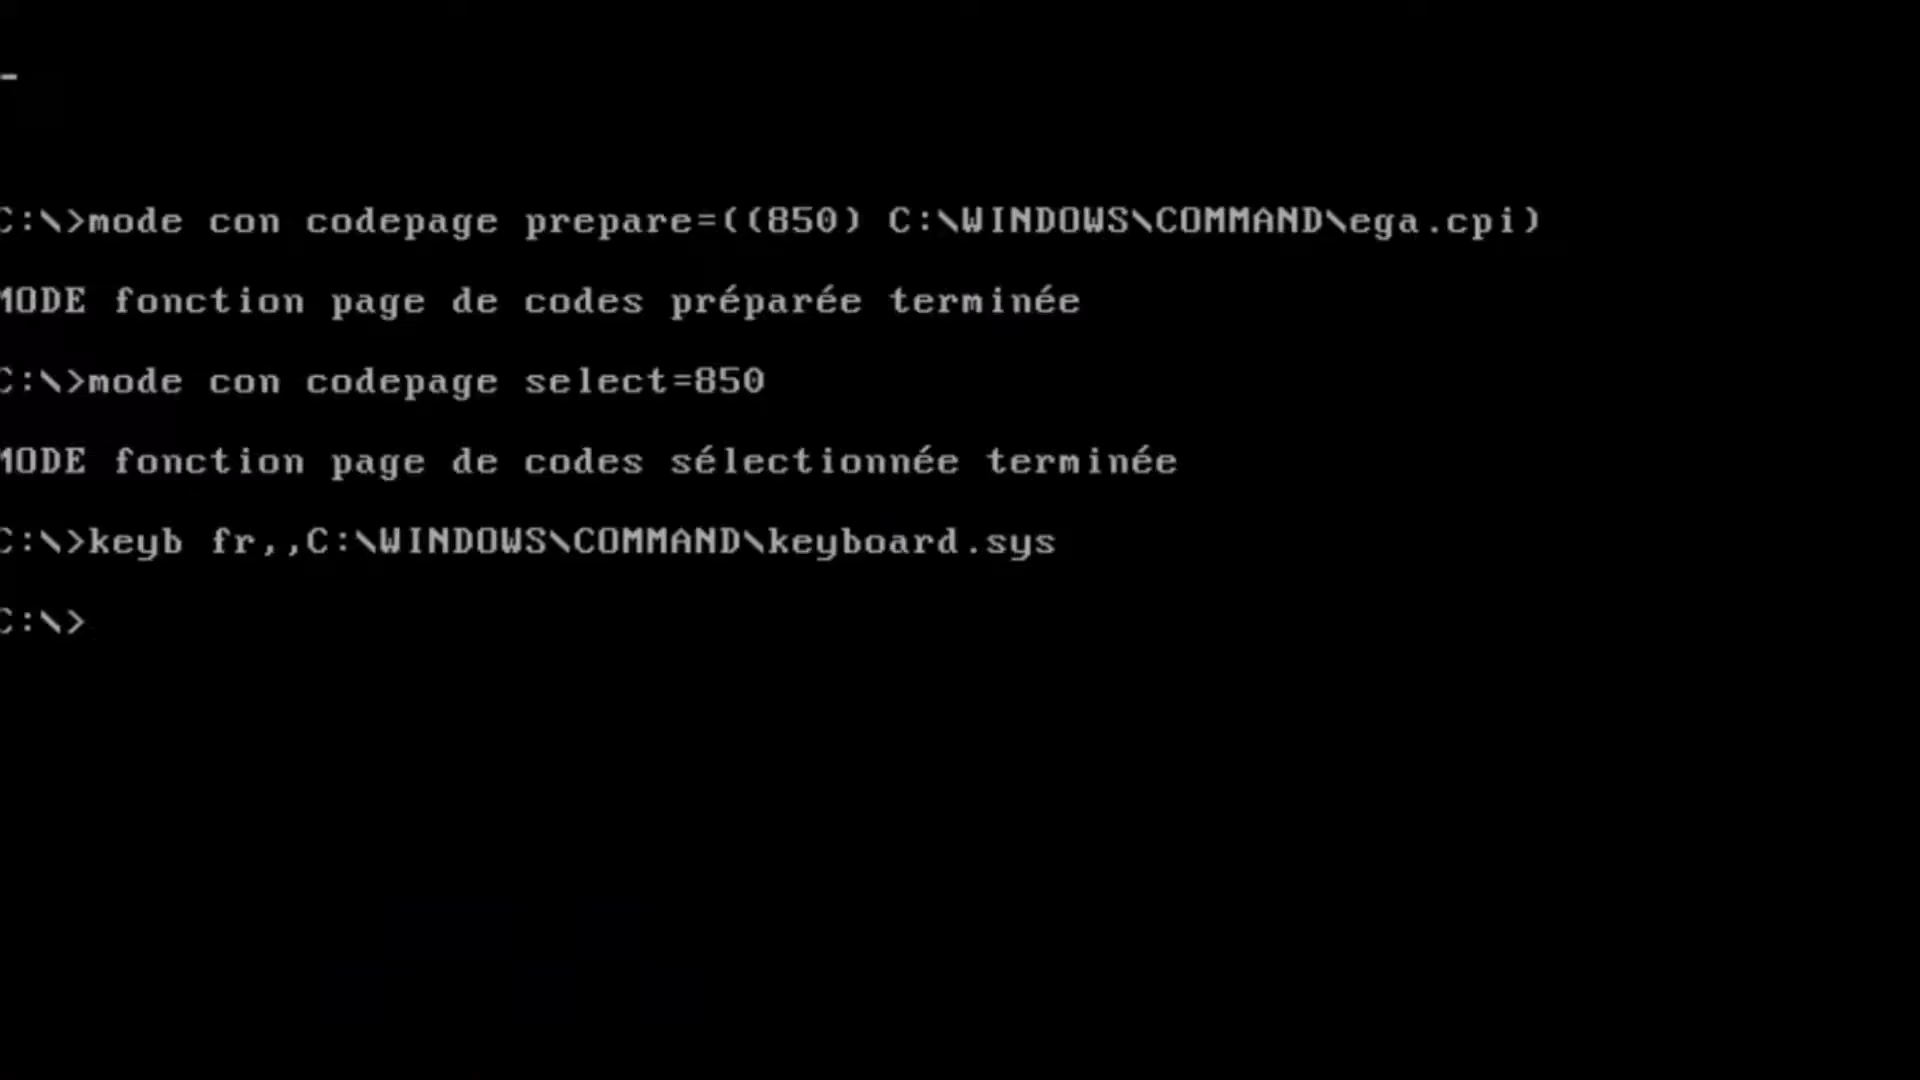 C:\>mode con codepage prepare=((850) C:\WINDOWS\COMMAND\ega.cpi)
MODE fonction page de codes préparée terminée
C:\>mode con codepage select=850
MODE fonction page de codes sélectionnée terminée
C:\>keyb fr,,C:\WINDOWS\COMMAND\keyboard.sys
C:\>